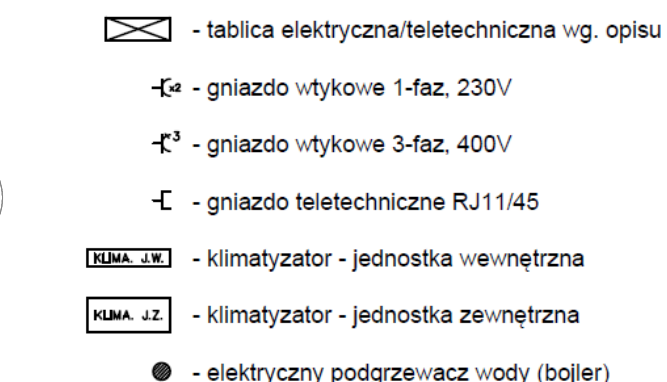 - tablica elektryczna/teletechniczna wg. opisu
x2 - gniazdo wtykowe 1-faz, 230V
3 - gniazdo wtykowe 3-faz, 400V
- gniazdo teletechniczne RJ11/45
KLIMA. J.W. - klimatyzator - jednostka wewnętrzna
KLIMA. J.Z. - klimatyzator - jednostka zewnętrzna
- elektryczny podgrzewacz wody (bojler)